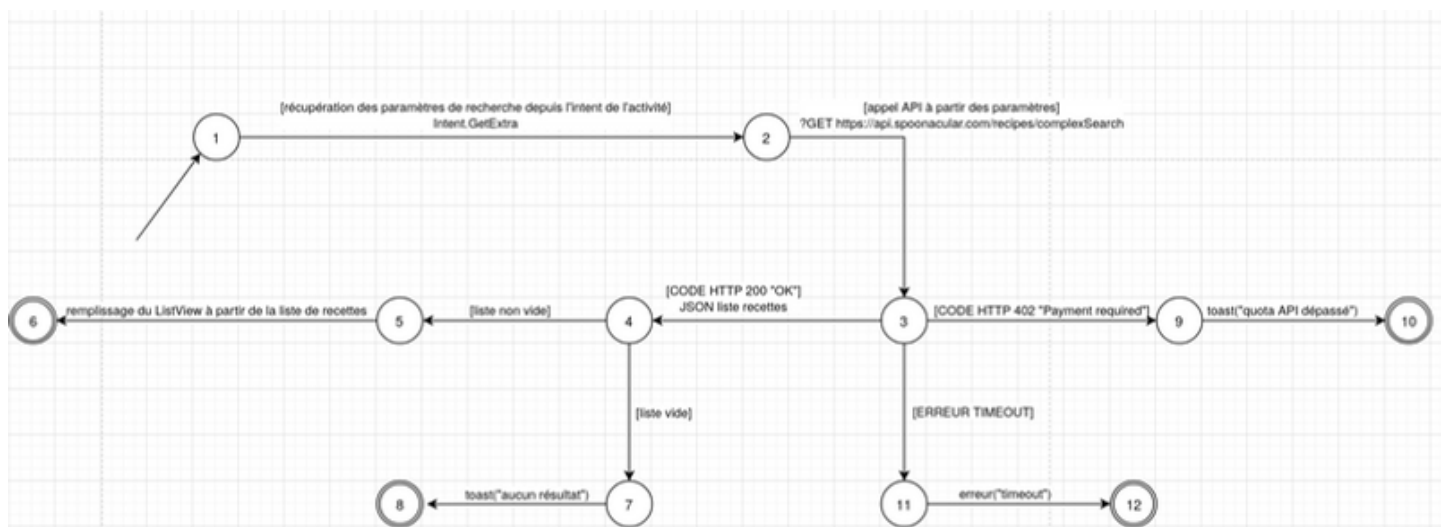 [récupération des paramètres de recherche depuis l'intent de l'activité]
Intent.GetExtra
[appel API à partir des paramètres]
?GET https://api.spoonacular.com/recipes/complexSearch
1
2
[CODE HTTP 200 "OK"]
JSON liste recettes
6
remplissage du ListView à partir de la liste de recettes
5
[liste non vide]
4
3
[CODE HTTP 402 "Payment required"]
9
toast("quota API dépassé")
10
[liste vide]
[ERREUR TIMEOUT]
8
toast("aucun résultat")
7
11
erreur("timeout")
12